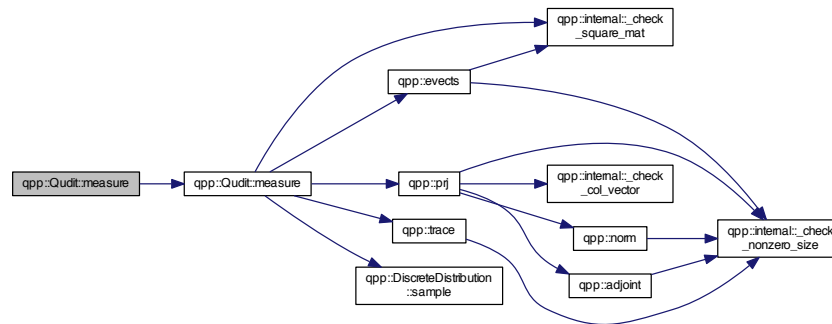 qpp::Qudit::measure
qpp::Qudit::measure
qpp::internal::_check
_square_mat
qpp::evects
qpp::prj
qpp::trace
qpp::DiscreteDistribution
::sample
qpp::internal::_check
_col_vector
qpp::norm
qpp::adjoint
qpp::internal::_check
_nonzero_size